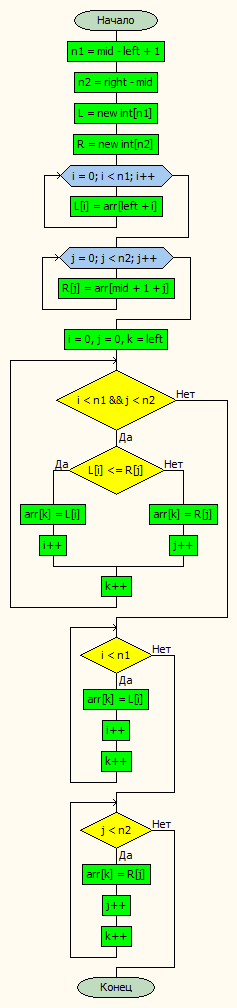 Начало
n1 = mid - left + 1
n2 = right - mid
L = new int[n1]
R = new int[n2]
i = 0; i < n1; i++
L[i] = arr[left + i]
j = 0; j < n2; j++
R[j] = arr[mid + 1 + j]
i = 0, j = 0, k = left
i < n1 && j < n2
Нет
Да
L[i] <= R[j]
Да
Нет
arr[k] = L[i]
arr[k] = R[j]
i++
j++
k++
i < n1
Нет
Да
arr[k] = L[i]
i++
k++
j < n2
Нет
Да
arr[k] = R[j]
j++
k++
Конец